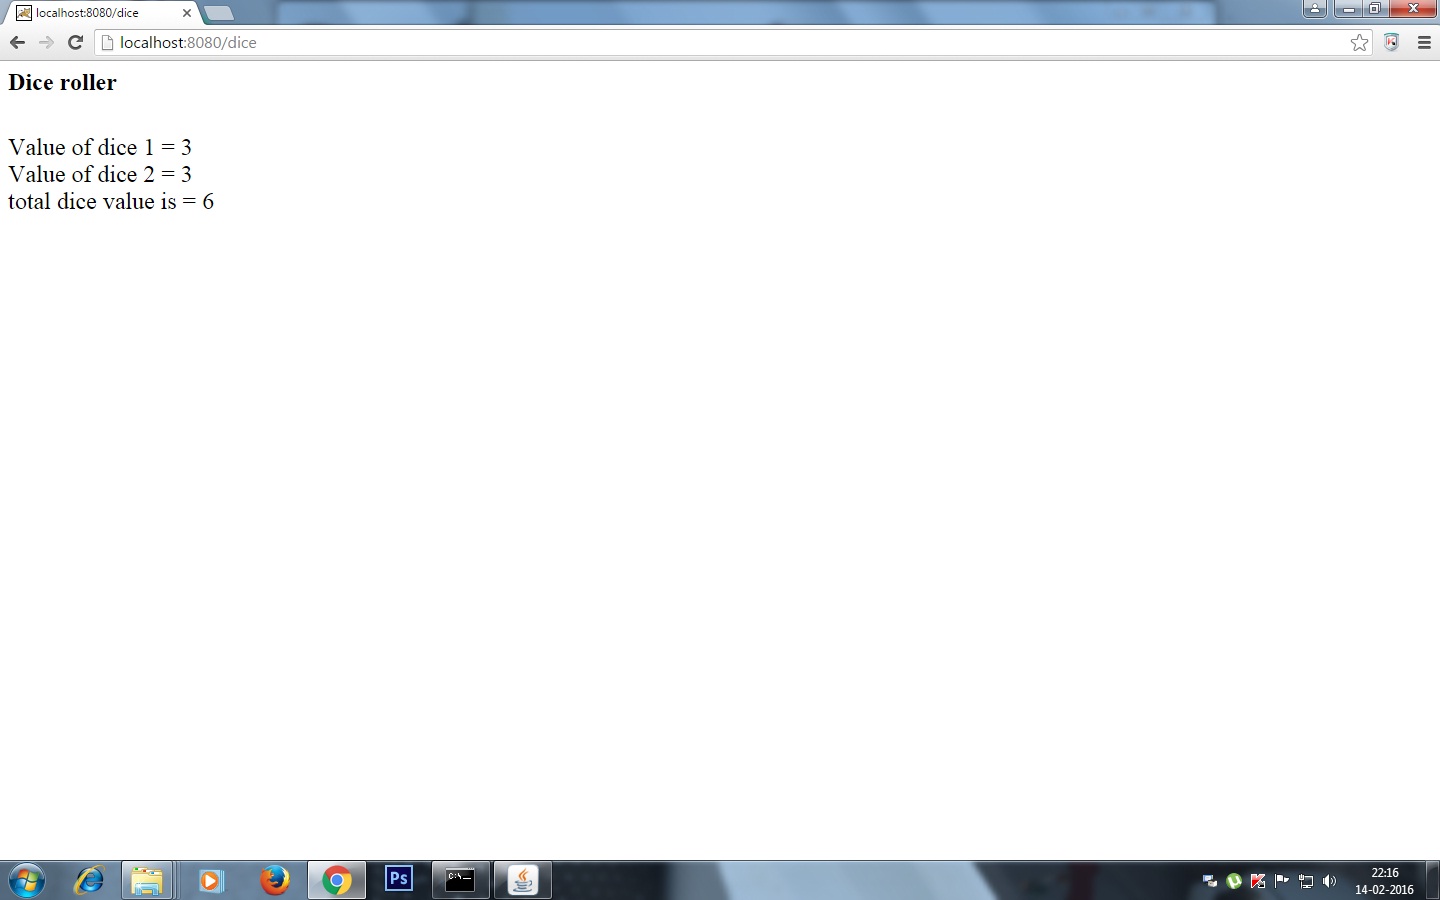 localhost:8080/dice
localhost:8080/dice
Dice roller
Value of dice 1 = 3
Value of dice 2 = 3
total dice value is = 6
Ps
C:\_
22:16
14-02-2016